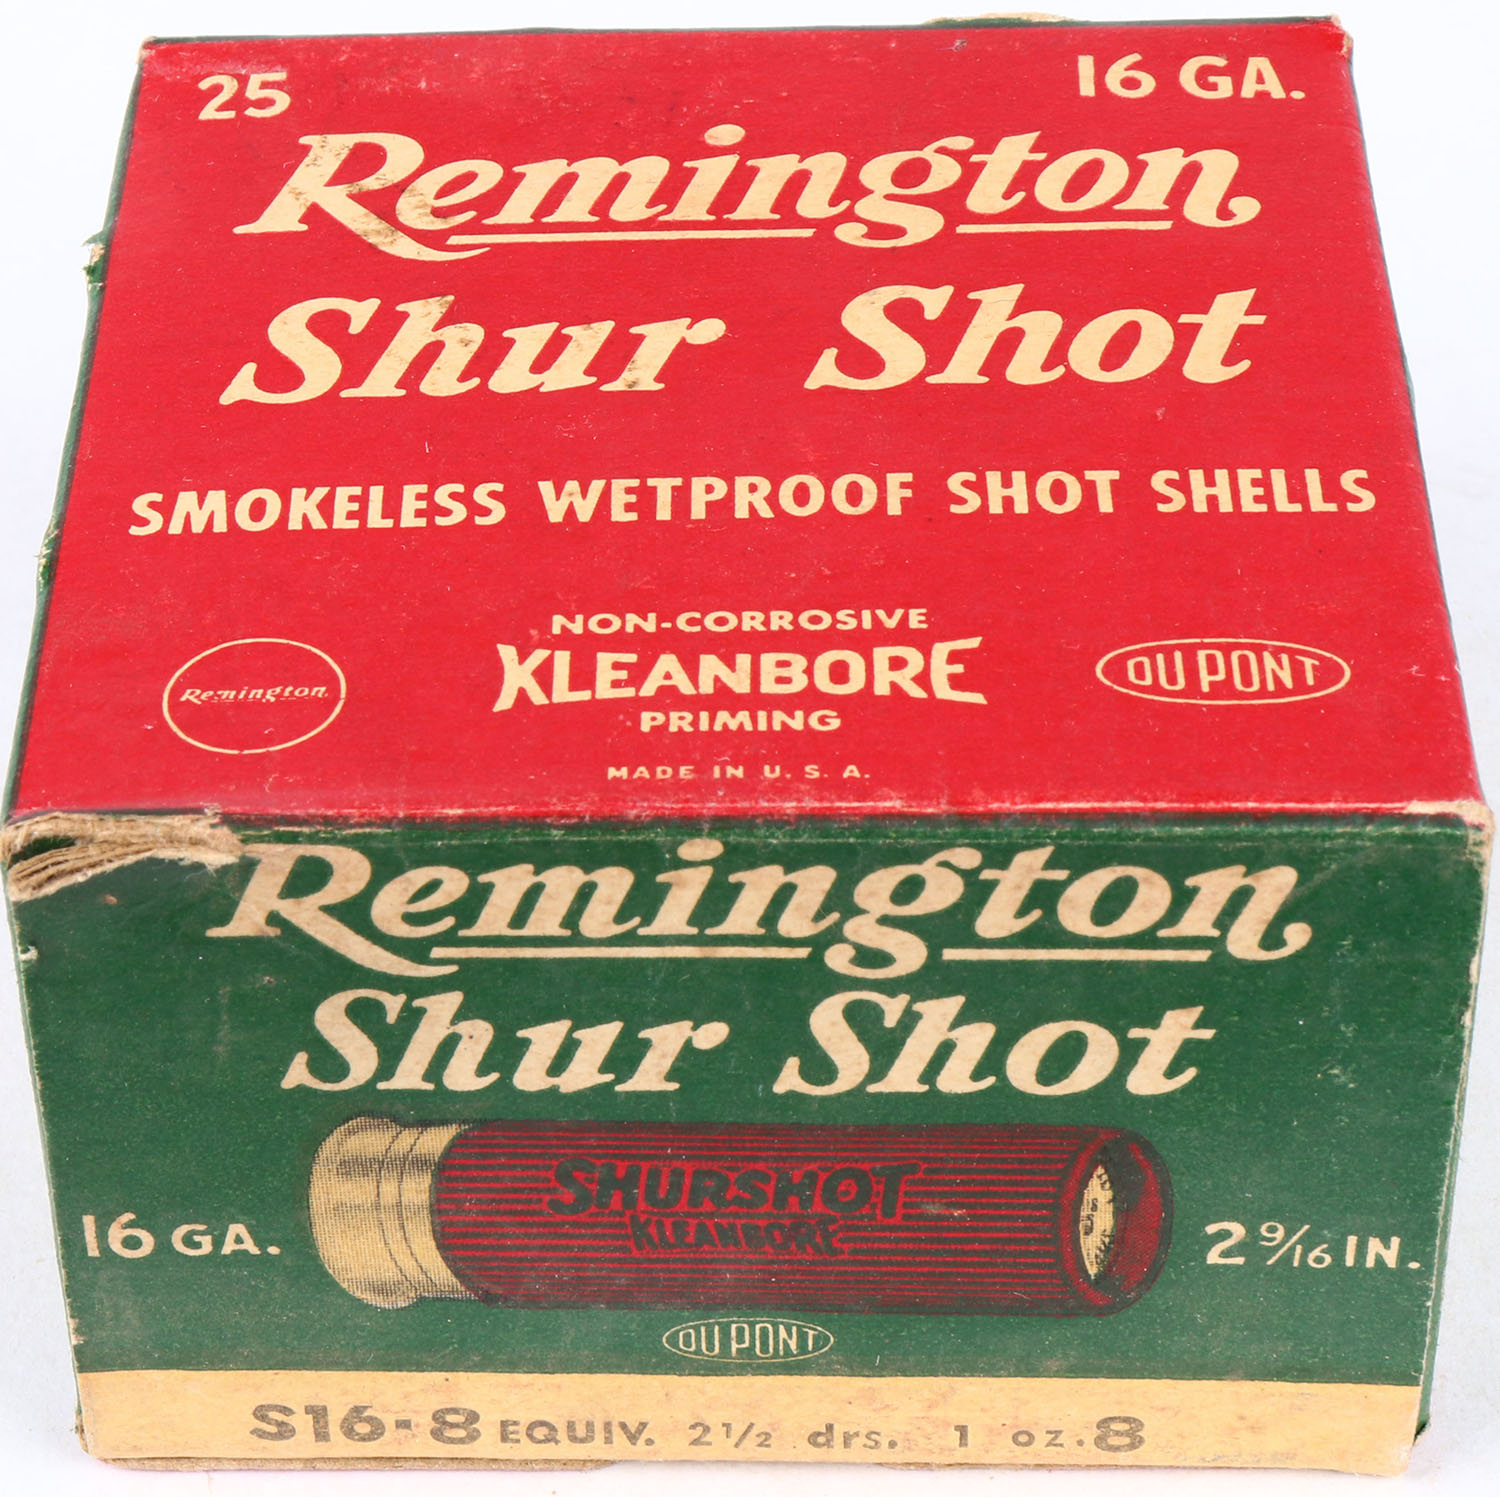 25 16 GA.
Remington
Shur Shot
SMOKELESS WETPROOF SHOT SHELLS
NON-CORROSIVE
KLEANBORE
PRIMING
Remington
DU PONT
MADE IN U. S. A.
Remington
Shur Shot
SHURSHOT
KLEANBORE
16 GA.
2 9/16 IN.
DU PONT
S16-8 EQUIV. 2 1/2 drs. 1 oz. 8